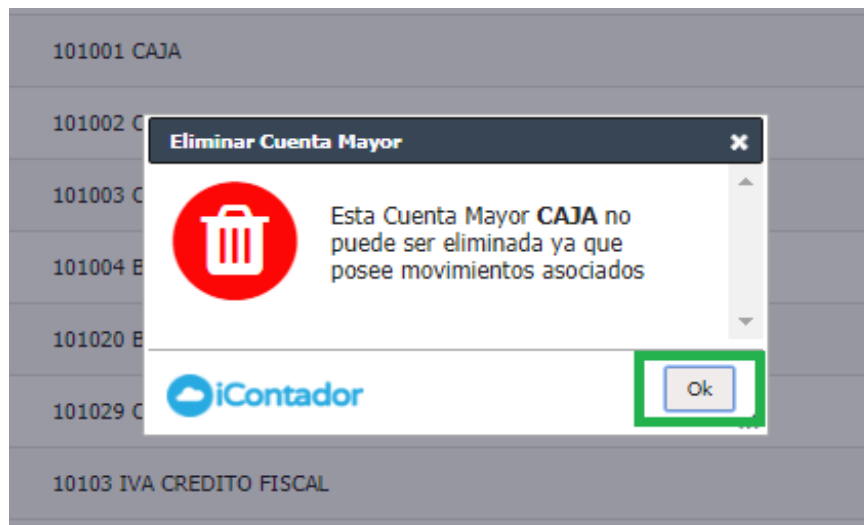 101001 CAJA
101002 C
Eliminar Cuenta Mayor
101003 C
Esta Cuenta Mayor CAJA no
puede ser eliminada ya que
posee movimientos asociados
101004 B
101020 B
iContador
Ok
101029 C
10103 IVA CREDITO FISCAL